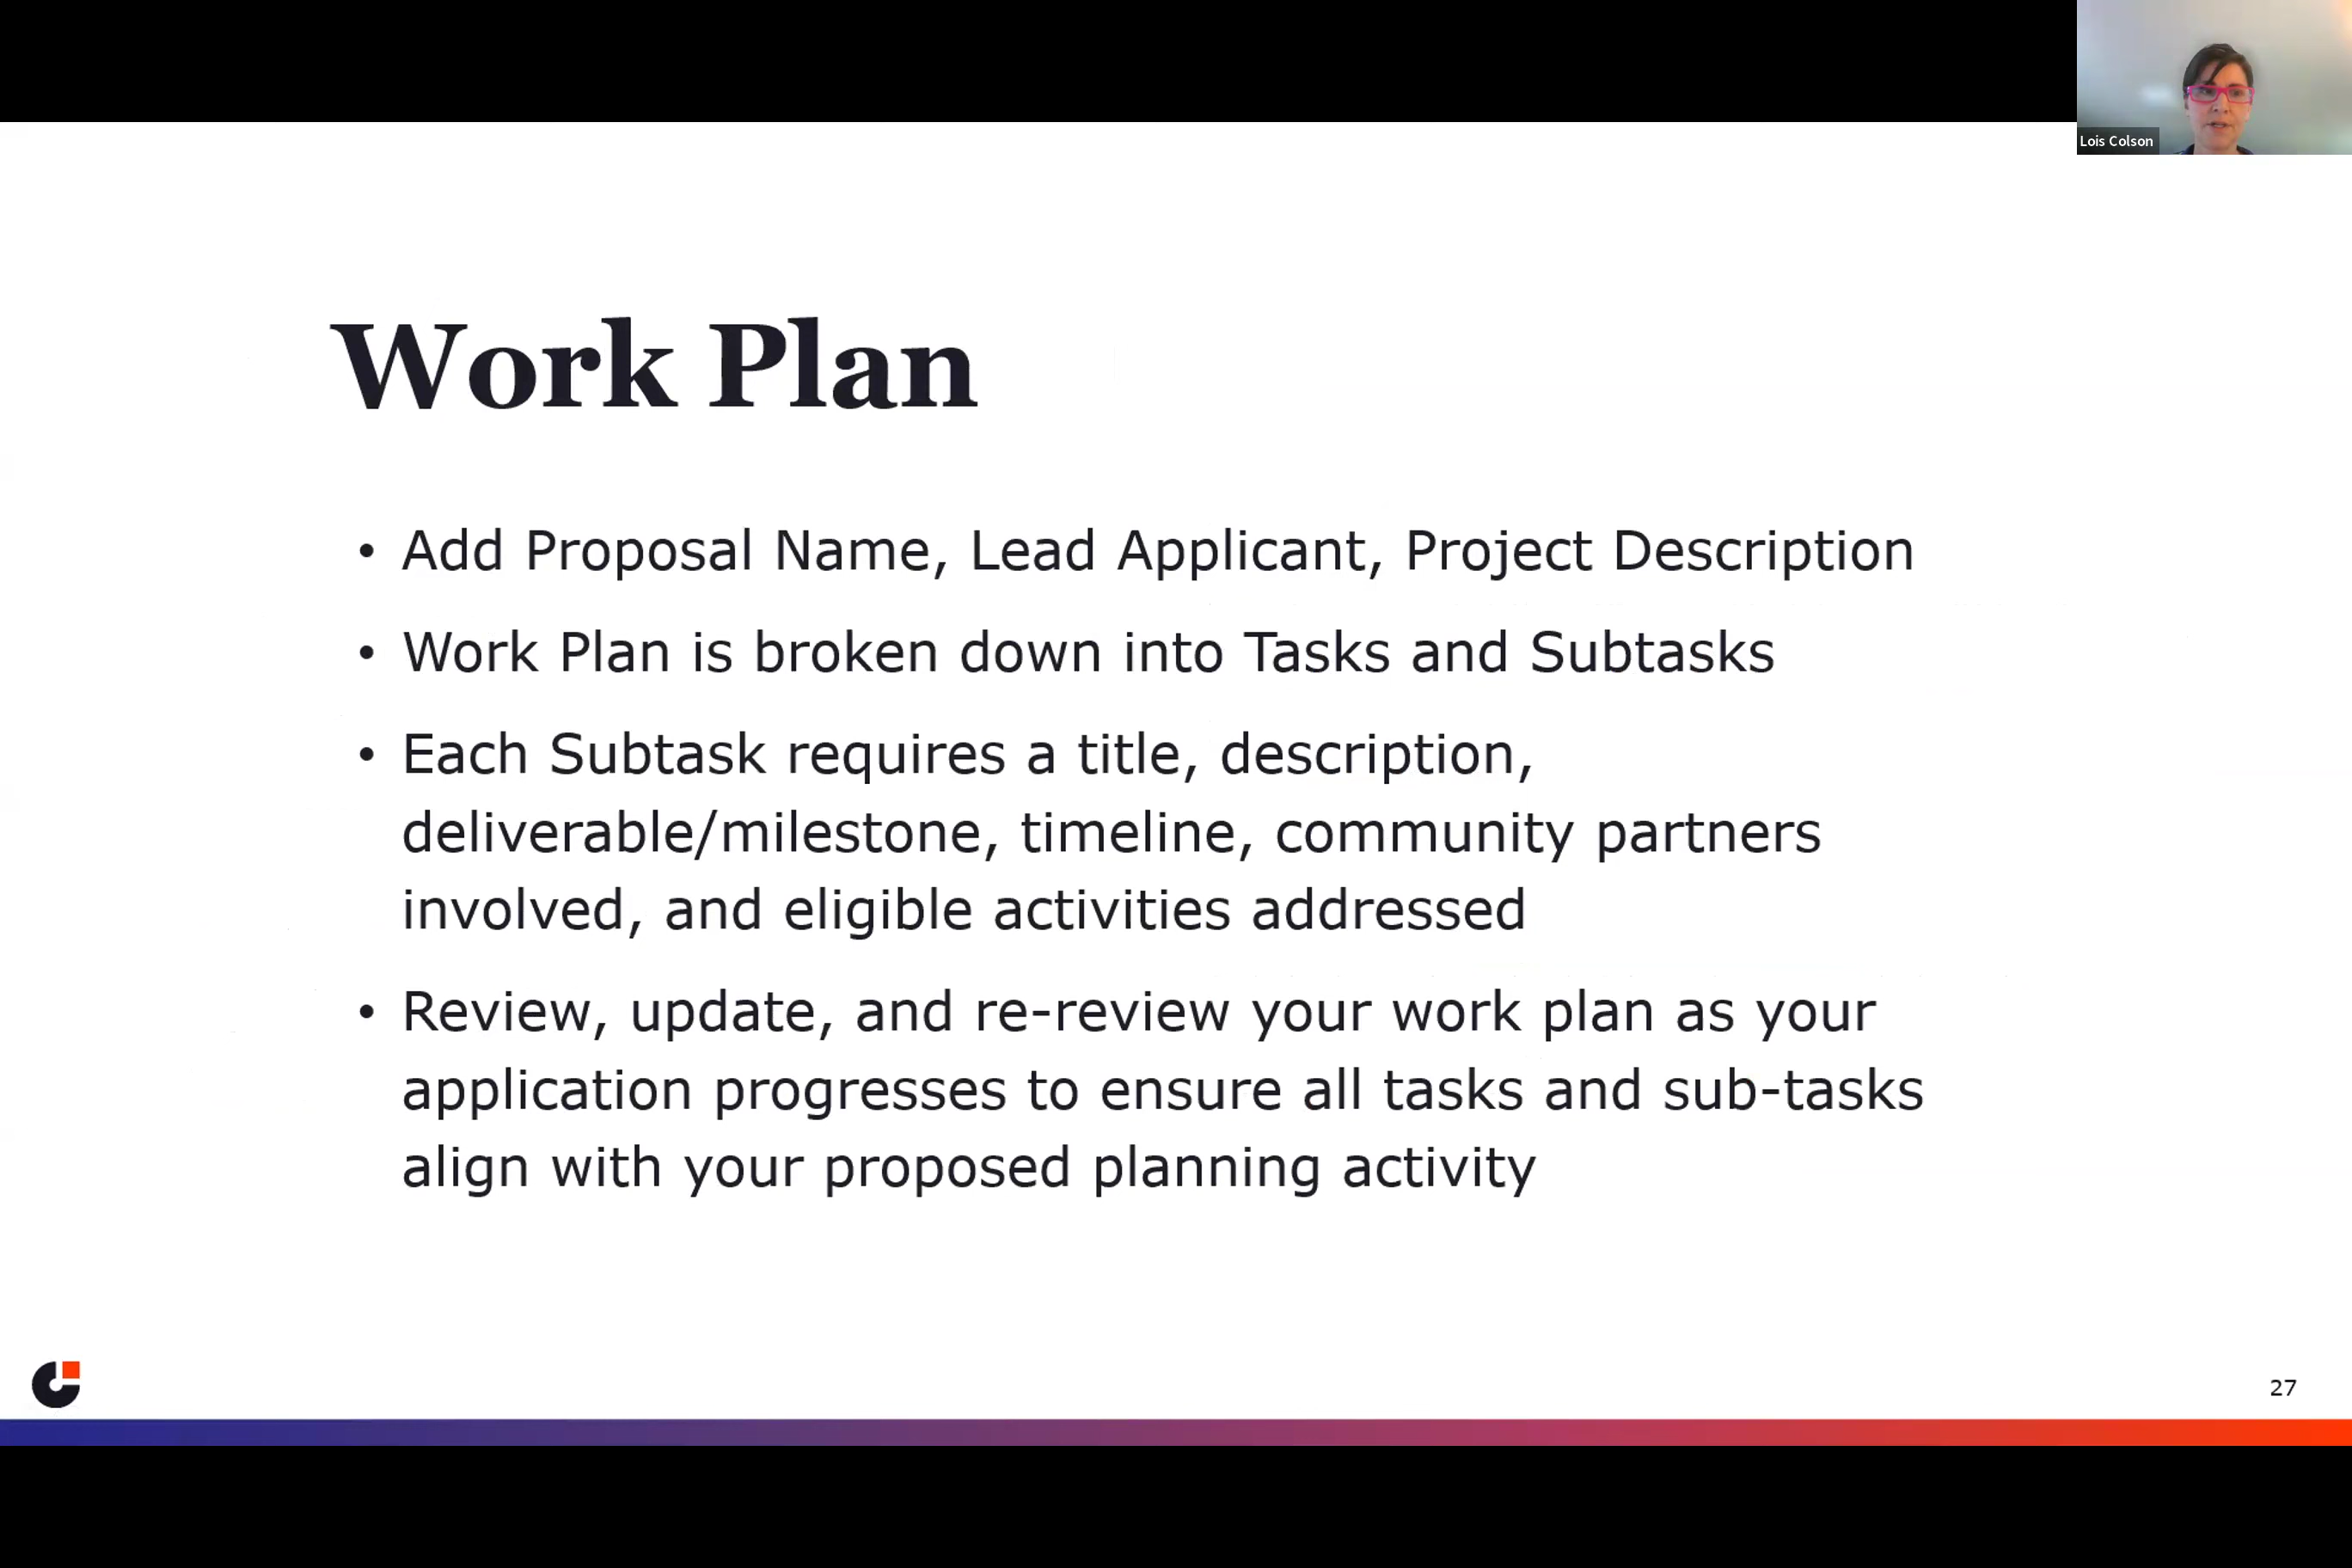 Lois Colson
Work Plan
• Add Proposal Name, Lead Applicant, Project Description
• Work Plan is broken down into Tasks and Subtasks
• Each Subtask requires a title, description,
deliverable/milestone, timeline, community partners
involved, and eligible activities addressed
• Review, update, and re-review your work plan as your
application progresses to ensure all tasks and sub-tasks
align with your proposed planning activity
27